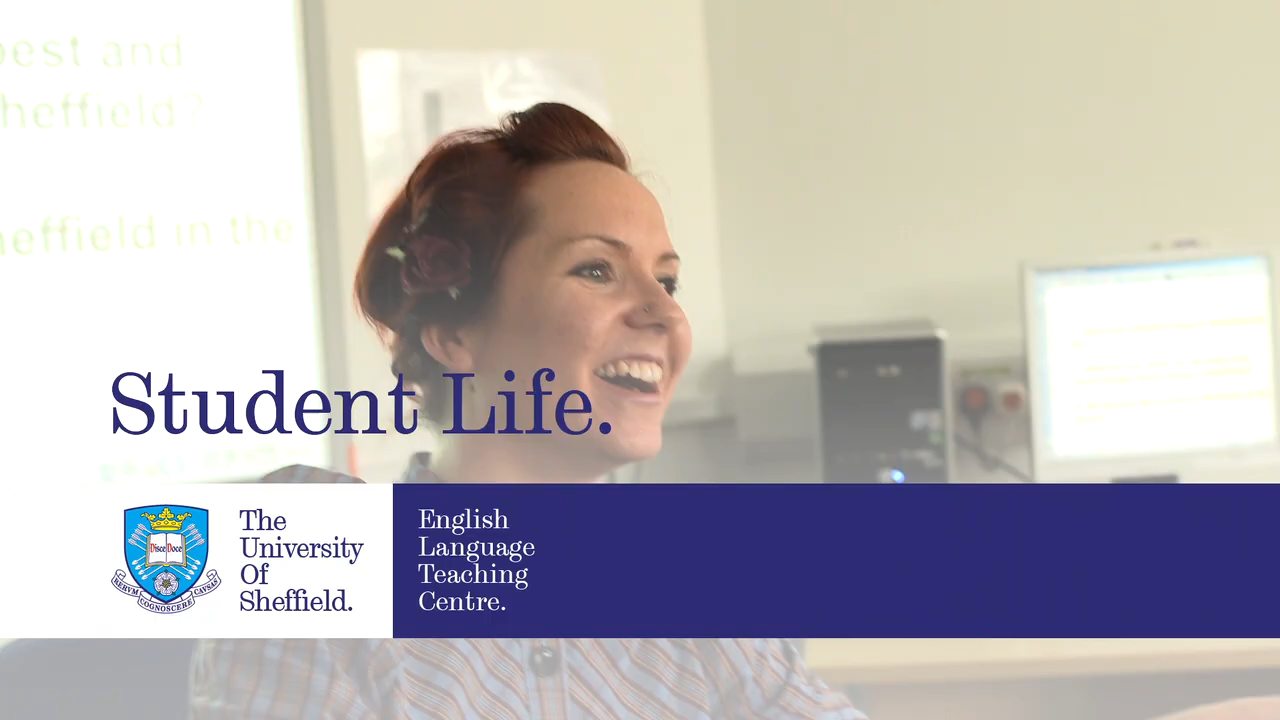 best and
Sheffield?
Sheffield in the
Student Life.
Disce Doce
RERVM COGNOSCERE CAVSAS
The
University
Of
Sheffield.
English
Language
Teaching
Centre.